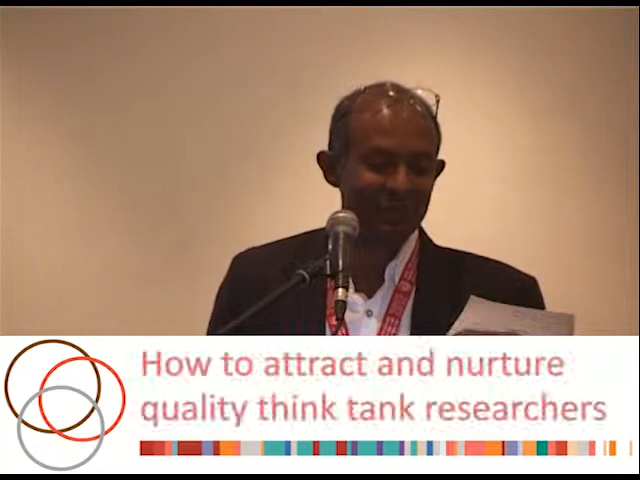 How to attract and nurture
quality think tank researchers